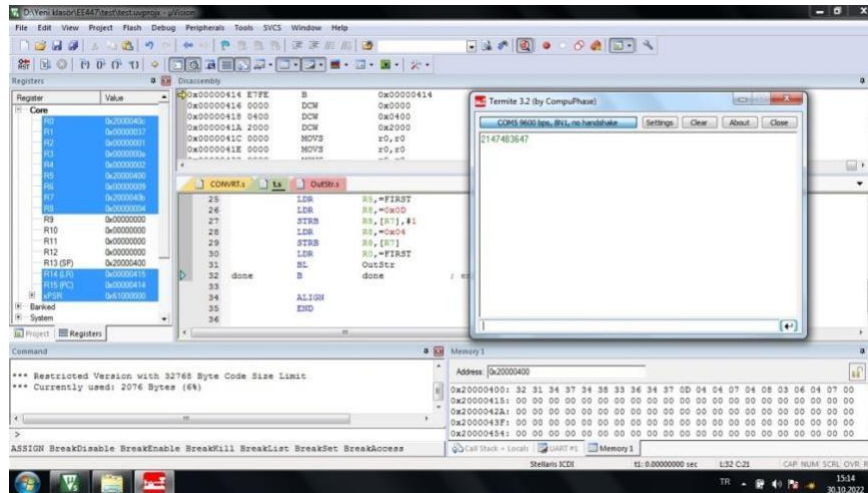 D:\Yeni klasör\EE447\test\test.uvprojx - µVision
File Edit View Project Flash Debug Peripherals Tools SVCS Window Help
Registers
Register Value
Core
R0 0x2000040c
R1 0x00000037
R2 0x00000001
R3 0x0000000a
R4 0x00000002
R5 0x20000400
R6 0x00000009
R7 0x2000040b
R8 0x00000004
R9 0x00000000
R10 0x00000000
R11 0x00000000
R12 0x00000000
R13 (SP) 0x20000400
R14 (LR) 0x00000415
R15 (PC) 0x00000414
xPSR 0x61000000
Banked
System
Project Registers
Disassembly
0x00000414 E7FE B 0x00000414
0x00000416 0000 DCW 0x0000
0x00000418 0400 DCW 0x0400
0x0000041A 2000 DCW 0x2000
0x0000041C 0000 MOVS r0,r0
0x0000041E 0000 MOVS r0,r0
CONVRT.s t.s OutStr.s
25 LDR R5,=FIRST
26 LDR R8,=0x0D
27 STRB R8,[R7],#1
28 LDR R8,=0x04
29 STRB R8,[R7]
30 LDR R0,=FIRST
31 BL OutStr
32 done B done
33
34 ALIGN
35 END
36
Termite 3.2 (by CompuPhase)
COM5 9600 bps, 8N1, no handshake Settings Clear About Close
2147483647
Command
*** Restricted Version with 32768 Byte Code Size Limit
*** Currently used: 2076 Bytes (6%)
>
ASSIGN BreakDisable BreakEnable BreakKill BreakList BreakSet BreakAccess
Memory 1
Address: 0x20000400
0x20000400: 32 31 34 37 34 38 33 36 34 37 0D 04 04 07 04 08 03 06 04 07 00
0x20000415: 00 00 00 00 00 00 00 00 00 00 00 00 00 00 00 00 00 00 00 00 00
0x2000042A: 00 00 00 00 00 00 00 00 00 00 00 00 00 00 00 00 00 00 00 00 00
0x2000043F: 00 00 00 00 00 00 00 00 00 00 00 00 00 00 00 00 00 00 00 00 00
0x20000454: 00 00 00 00 00 00 00 00 00 00 00 00 00 00 00 00 00 00 00 00 00
Call Stack + Locals UART #1 Memory 1
Stellaris ICDI t1: 0.00000000 sec L:32 C:21 CAP NUM SCRL OVR R
TR 15:14
30.10.2022